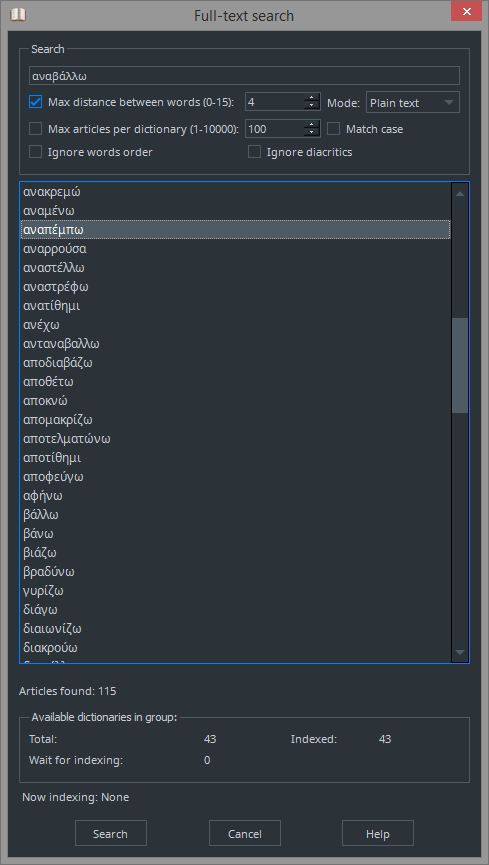 Full-text search
Search
αναβάλλω
Max distance between words (0-15): 4 Mode: Plain text
Max articles per dictionary (1-10000): 100 Match case
Ignore words order Ignore diacritics
ανακρεμώ
αναμένω
αναπέμπω
αναρρούσα
αναστέλλω
αναστρέφω
ανατίθημι
ανέχω
ανταναβαλλω
αποδιαβάζω
αποθέτω
αποκνώ
απομακρίζω
αποτελματώνω
αποτίθημι
αποφεύγω
αφήνω
βάλλω
βάνω
βιάζω
βραδύνω
γυρίζω
διάγω
διαιωνίζω
διακρούω
Articles found: 115
Available dictionaries in group:
Total: 43 Indexed: 43
Wait for indexing: 0
Now indexing: None
Search Cancel Help